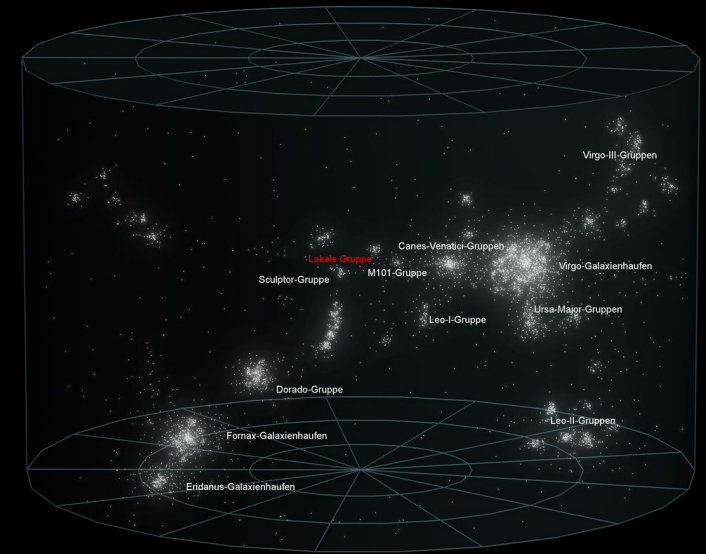 Virgo-III-Gruppen
Canes-Venatici-Gruppen
Lokale Gruppe
Virgo-Galaxienhaufen
M101-Gruppe
Sculptor-Gruppe
Ursa-Major-Gruppen
Leo-I-Gruppe
Dorado-Gruppe
Leo-II-Gruppen
Fornax-Galaxienhaufen
Eridanus-Galaxienhaufen